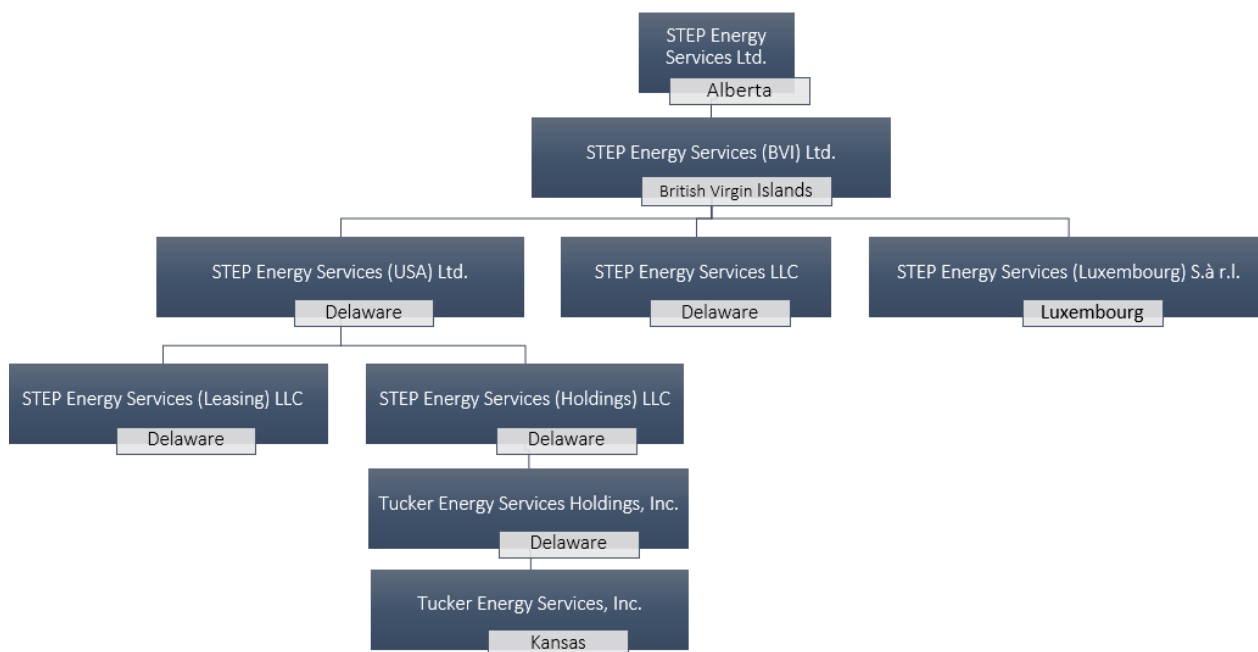 STEP Energy
Services Ltd.
Alberta
STEP Energy Services (BVI) Ltd.
British Virgin Islands
STEP Energy Services (USA) Ltd.
Delaware
STEP Energy Services LLC
Delaware
STEP Energy Services (Luxembourg) S.à r.l.
Luxembourg
STEP Energy Services (Leasing) LLC
Delaware
STEP Energy Services (Holdings) LLC
Delaware
Tucker Energy Services Holdings, Inc.
Delaware
Tucker Energy Services, Inc.
Kansas